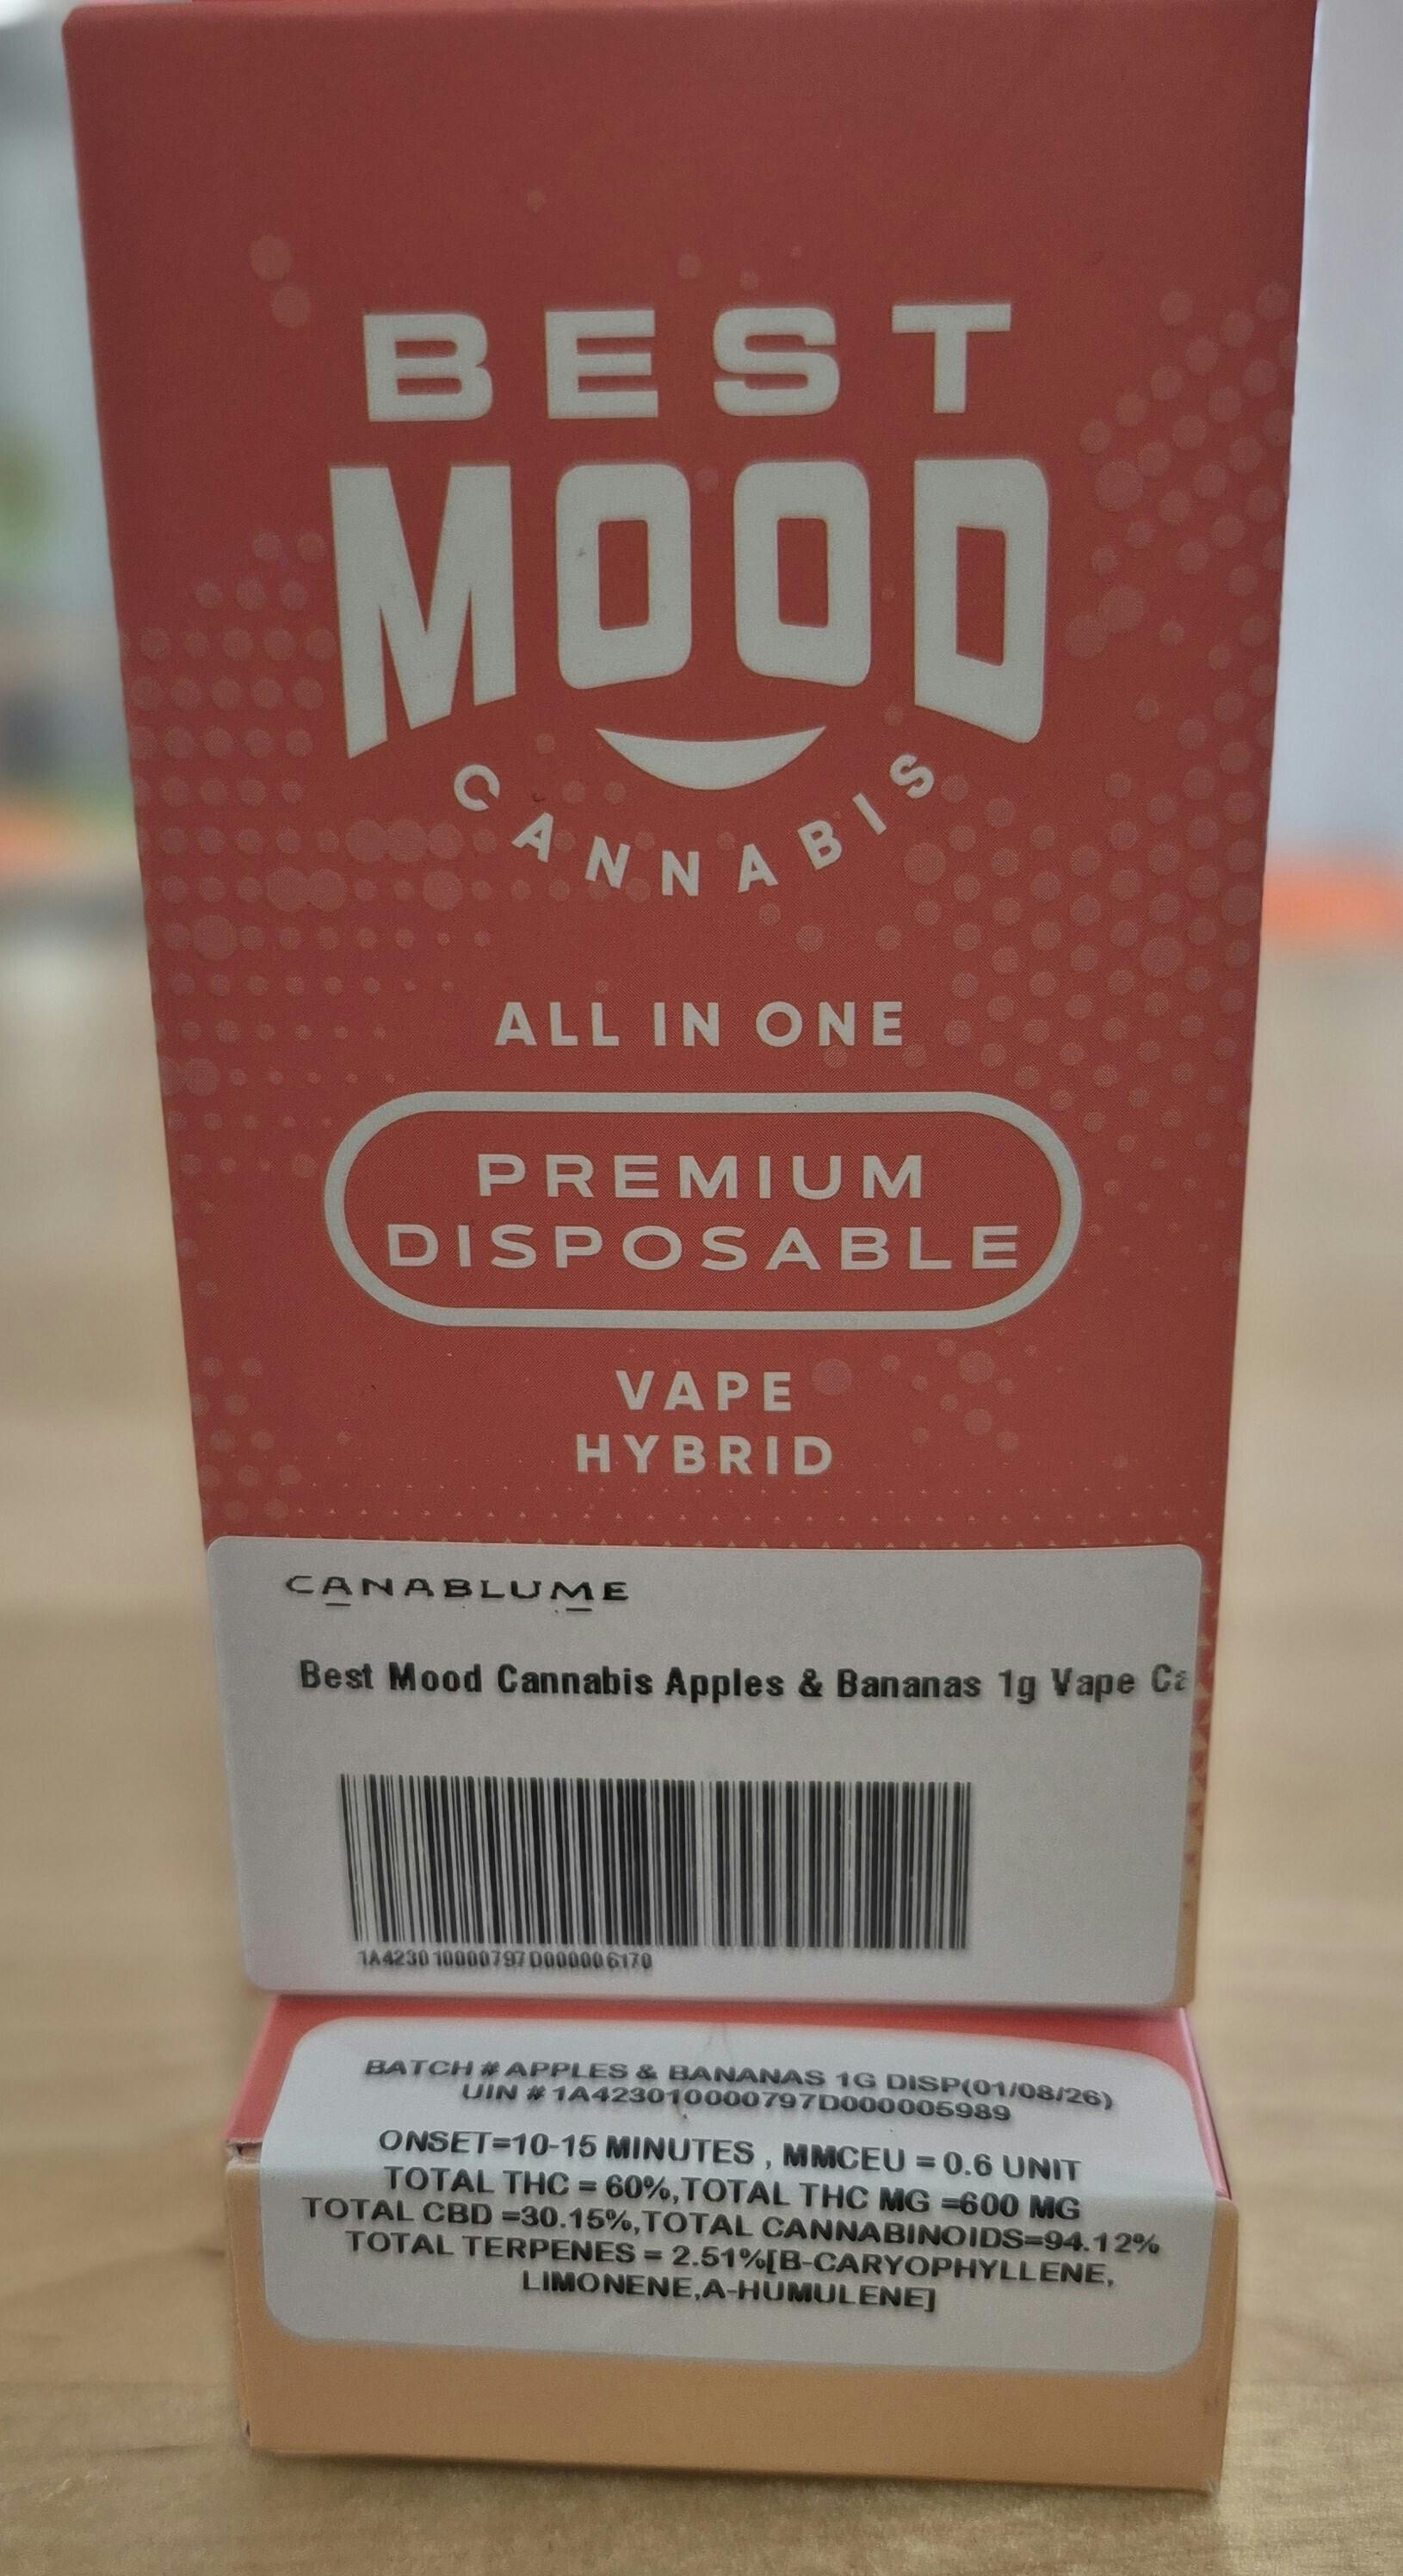 BEST
MOOD
CANNABIS
ALL IN ONE
PREMIUM
DISPOSABLE
VAPE
HYBRID
CANABLUME
Best Mood Cannabis Apples & Bananas 1g Vape Ca
1A423010000797D000006170
BATCH # APPLES & BANANAS 1G DISP(01/08/26)
UIN # 1A423010000797D000005989
ONSET=10-15 MINUTES , MMCEU = 0.6 UNIT
TOTAL THC = 60%,TOTAL THC MG =600 MG
TOTAL CBD =30.15%,TOTAL CANNABINOIDS=94.12%
TOTAL TERPENES = 2.51%[B-CARYOPHYLLENE,
LIMONENE,A-HUMULENE]